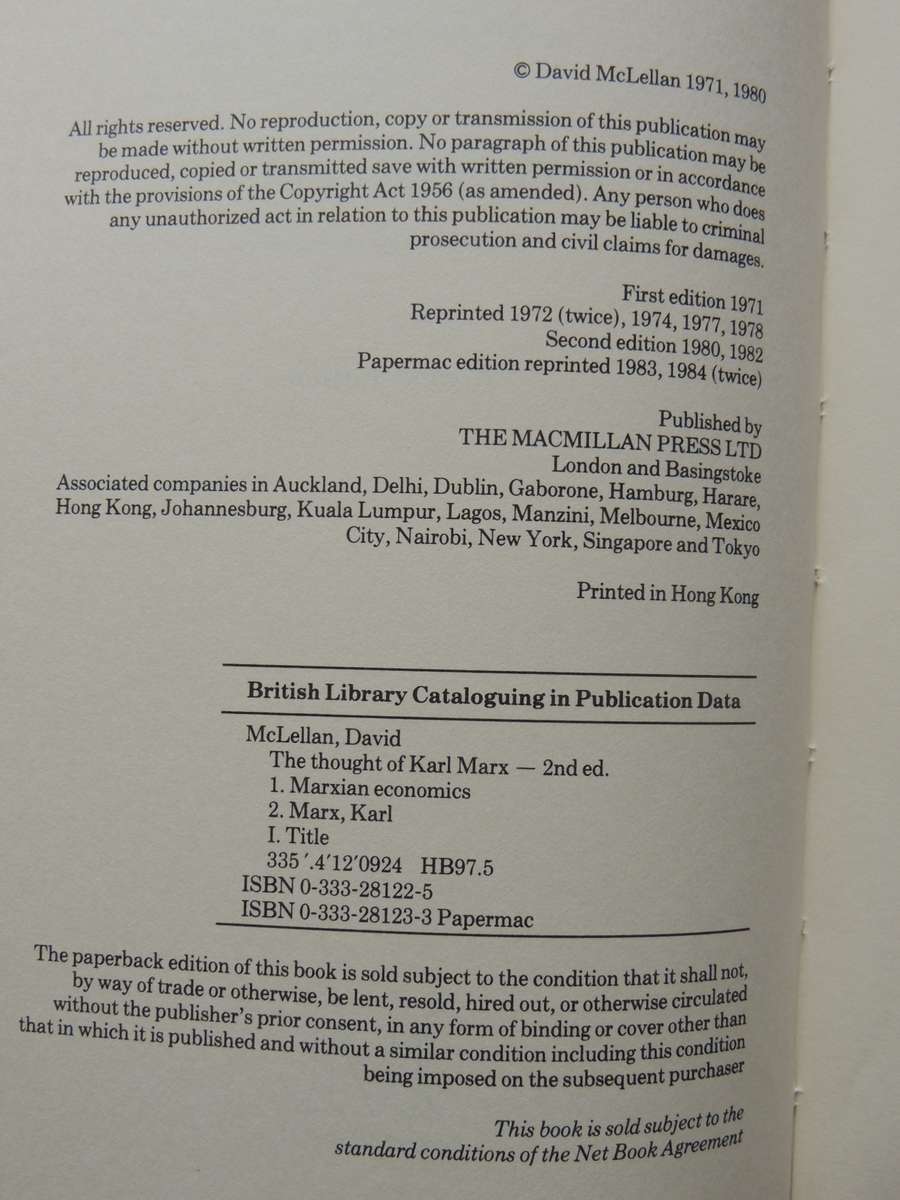 © David McLellan 1971, 1980
All rights reserved. No reproduction, copy or transmission of this publication may
be made without written permission. No paragraph of this publication may be
reproduced, copied or transmitted save with written permission or in accordance
with the provisions of the Copyright Act 1956 (as amended). Any person who does
any unauthorized act in relation to this publication may be liable to criminal
prosecution and civil claims for damages.
First edition 1971
Reprinted 1972 (twice), 1974, 1977, 1978
Second edition 1980, 1982
Papermac edition reprinted 1983, 1984 (twice)
Published by
THE MACMILLAN PRESS LTD
London and Basingstoke
Associated companies in Auckland, Delhi, Dublin, Gaborone, Hamburg, Harare,
Hong Kong, Johannesburg, Kuala Lumpur, Lagos, Manzini, Melbourne, Mexico
City, Nairobi, New York, Singapore and Tokyo
Printed in Hong Kong
British Library Cataloguing in Publication Data
McLellan, David
The thought of Karl Marx — 2nd ed.
1. Marxian economics
2. Marx, Karl
I. Title
335′.4′12′0924 HB97.5
ISBN 0-333-28122-5
ISBN 0-333-28123-3 Papermac
The paperback edition of this book is sold subject to the condition that it shall not,
by way of trade or otherwise, be lent, resold, hired out, or otherwise circulated
without the publisher's prior consent, in any form of binding or cover other than
that in which it is published and without a similar condition including this condition
being imposed on the subsequent purchaser
This book is sold subject to the
standard conditions of the Net Book Agreement